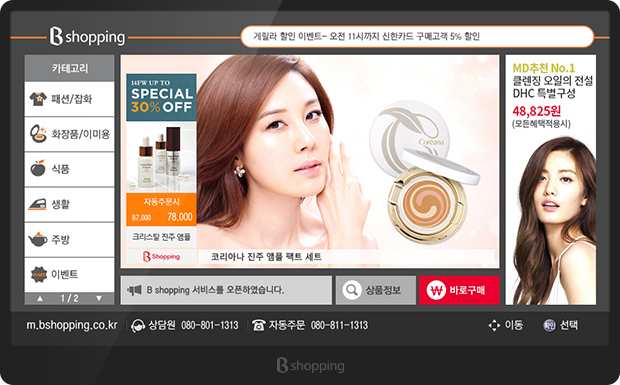 B shopping
게릴라 할인 이벤트- 오전 11시까지 신한카드 구매고객 5% 할인
카테고리
패션/잡화
화장품/이미용
식품
생활
주방
이벤트
▲ 1 / 2 ▼
14FW UP TO
SPECIAL
30% OFF
자동주문시
87,000 78,000
크리스탈 진주 앰플
B Shopping
Coreana
코리아나 진주 앰플 팩트 세트
MD추천 No.1
클렌징 오일의 전설
DHC 특별구성
48,825원
(모든혜택적용시)
B shopping 서비스를 오픈하였습니다.
상품정보
바로구매
m.bshopping.co.kr
상담원 080-801-1313
자동주문 080-811-1313
이동
확인 선택
B shopping